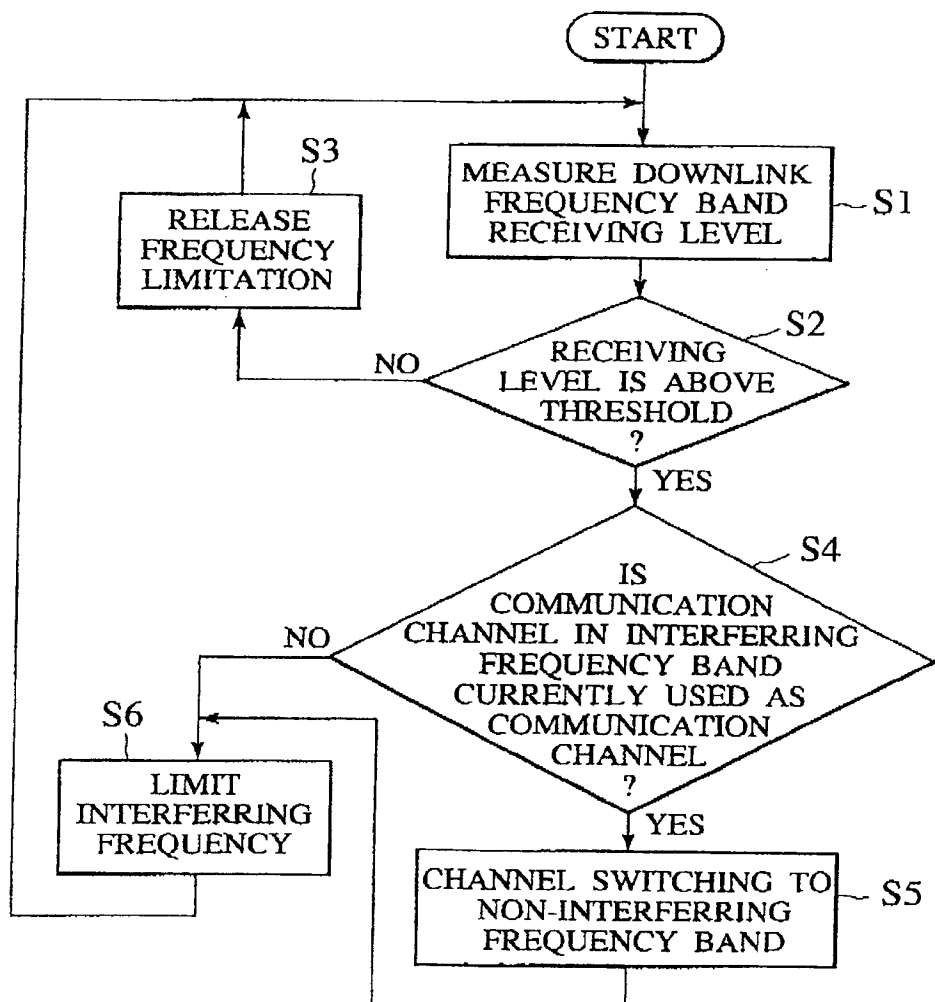 START
MEASURE DOWNLINK
FREQUENCY BAND
RECEIVING LEVEL
S1
S3
RELEASE
FREQUENCY
LIMITATION
S2
RECEIVING
LEVEL IS ABOVE
THRESHOLD
?
NO
YES
S4
IS
COMMUNICATION
CHANNEL IN INTERFERRING
FREQUENCY BAND
CURRENTLY USED AS
COMMUNICATION
CHANNEL
?
NO
YES
S6
LIMIT
INTERFERRING
FREQUENCY
CHANNEL SWITCHING TO
NON-INTERFERRING
FREQUENCY BAND
S5